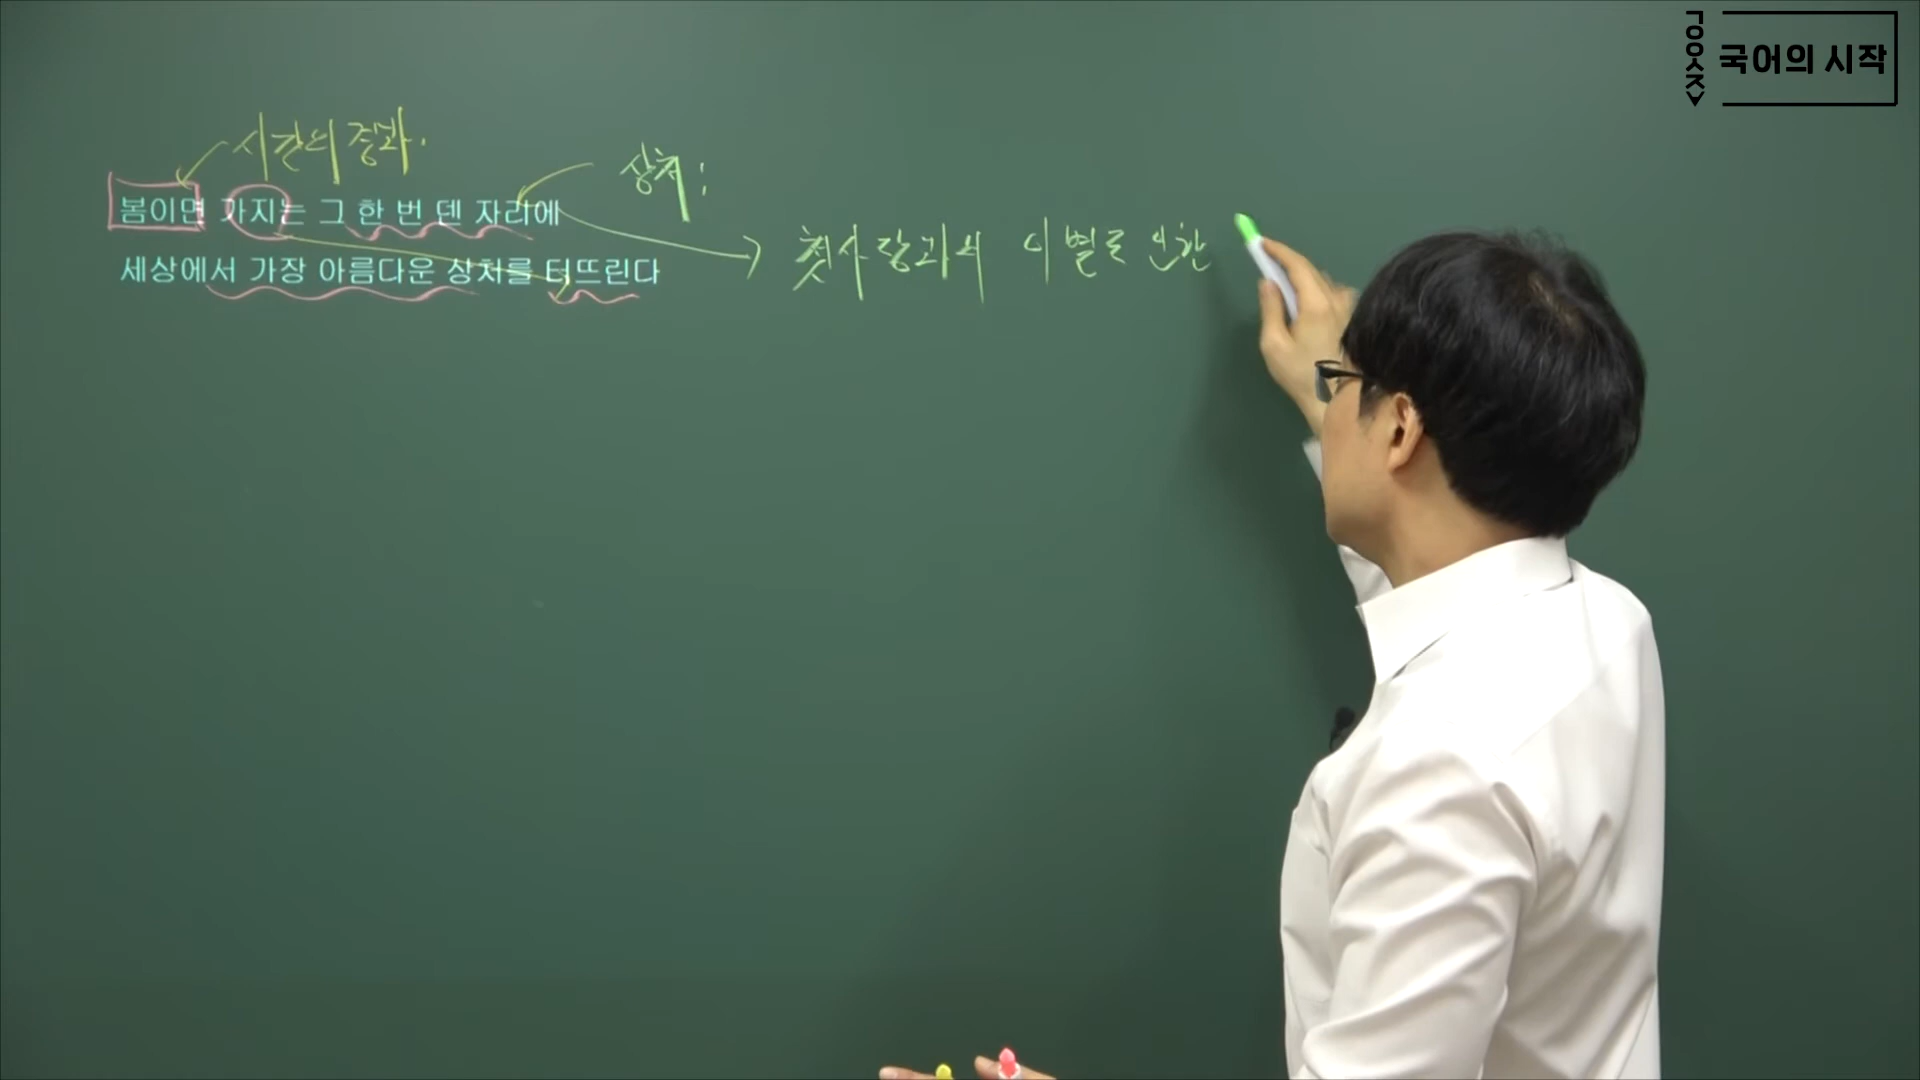 국어의 시작
시간의 경과.
상처:
봄이면 가지는 그 한 번 덴 자리에
첫사랑과의 이별로 인한
세상에서 가장 아름다운 상처를 터뜨린다